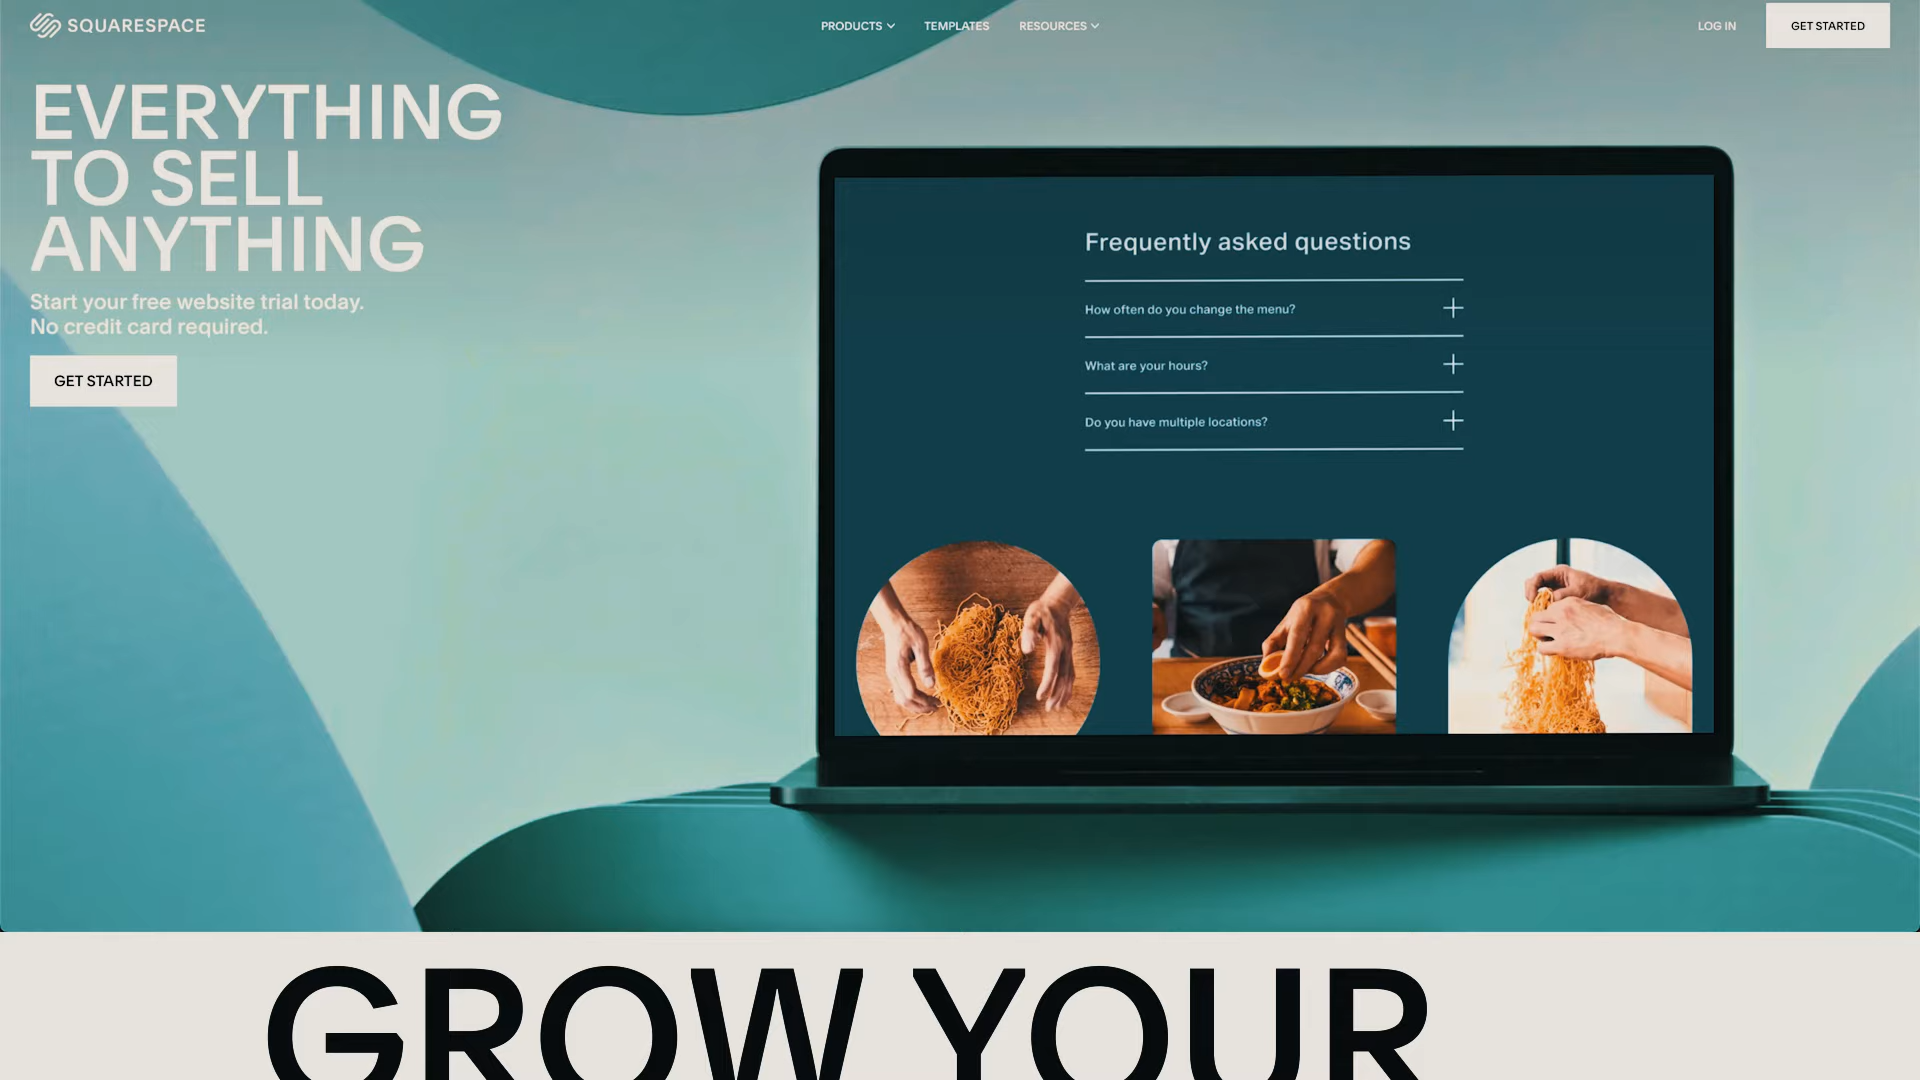 SQUARESPACE
PRODUCTS
TEMPLATES
RESOURCES
LOG IN
GET STARTED
EVERYTHING
TO SELL
ANYTHING
Start your free website trial today.
No credit card required.
GET STARTED
Frequently asked questions
How often do you change the menu?
What are your hours?
Do you have multiple locations?
GROW YOUR